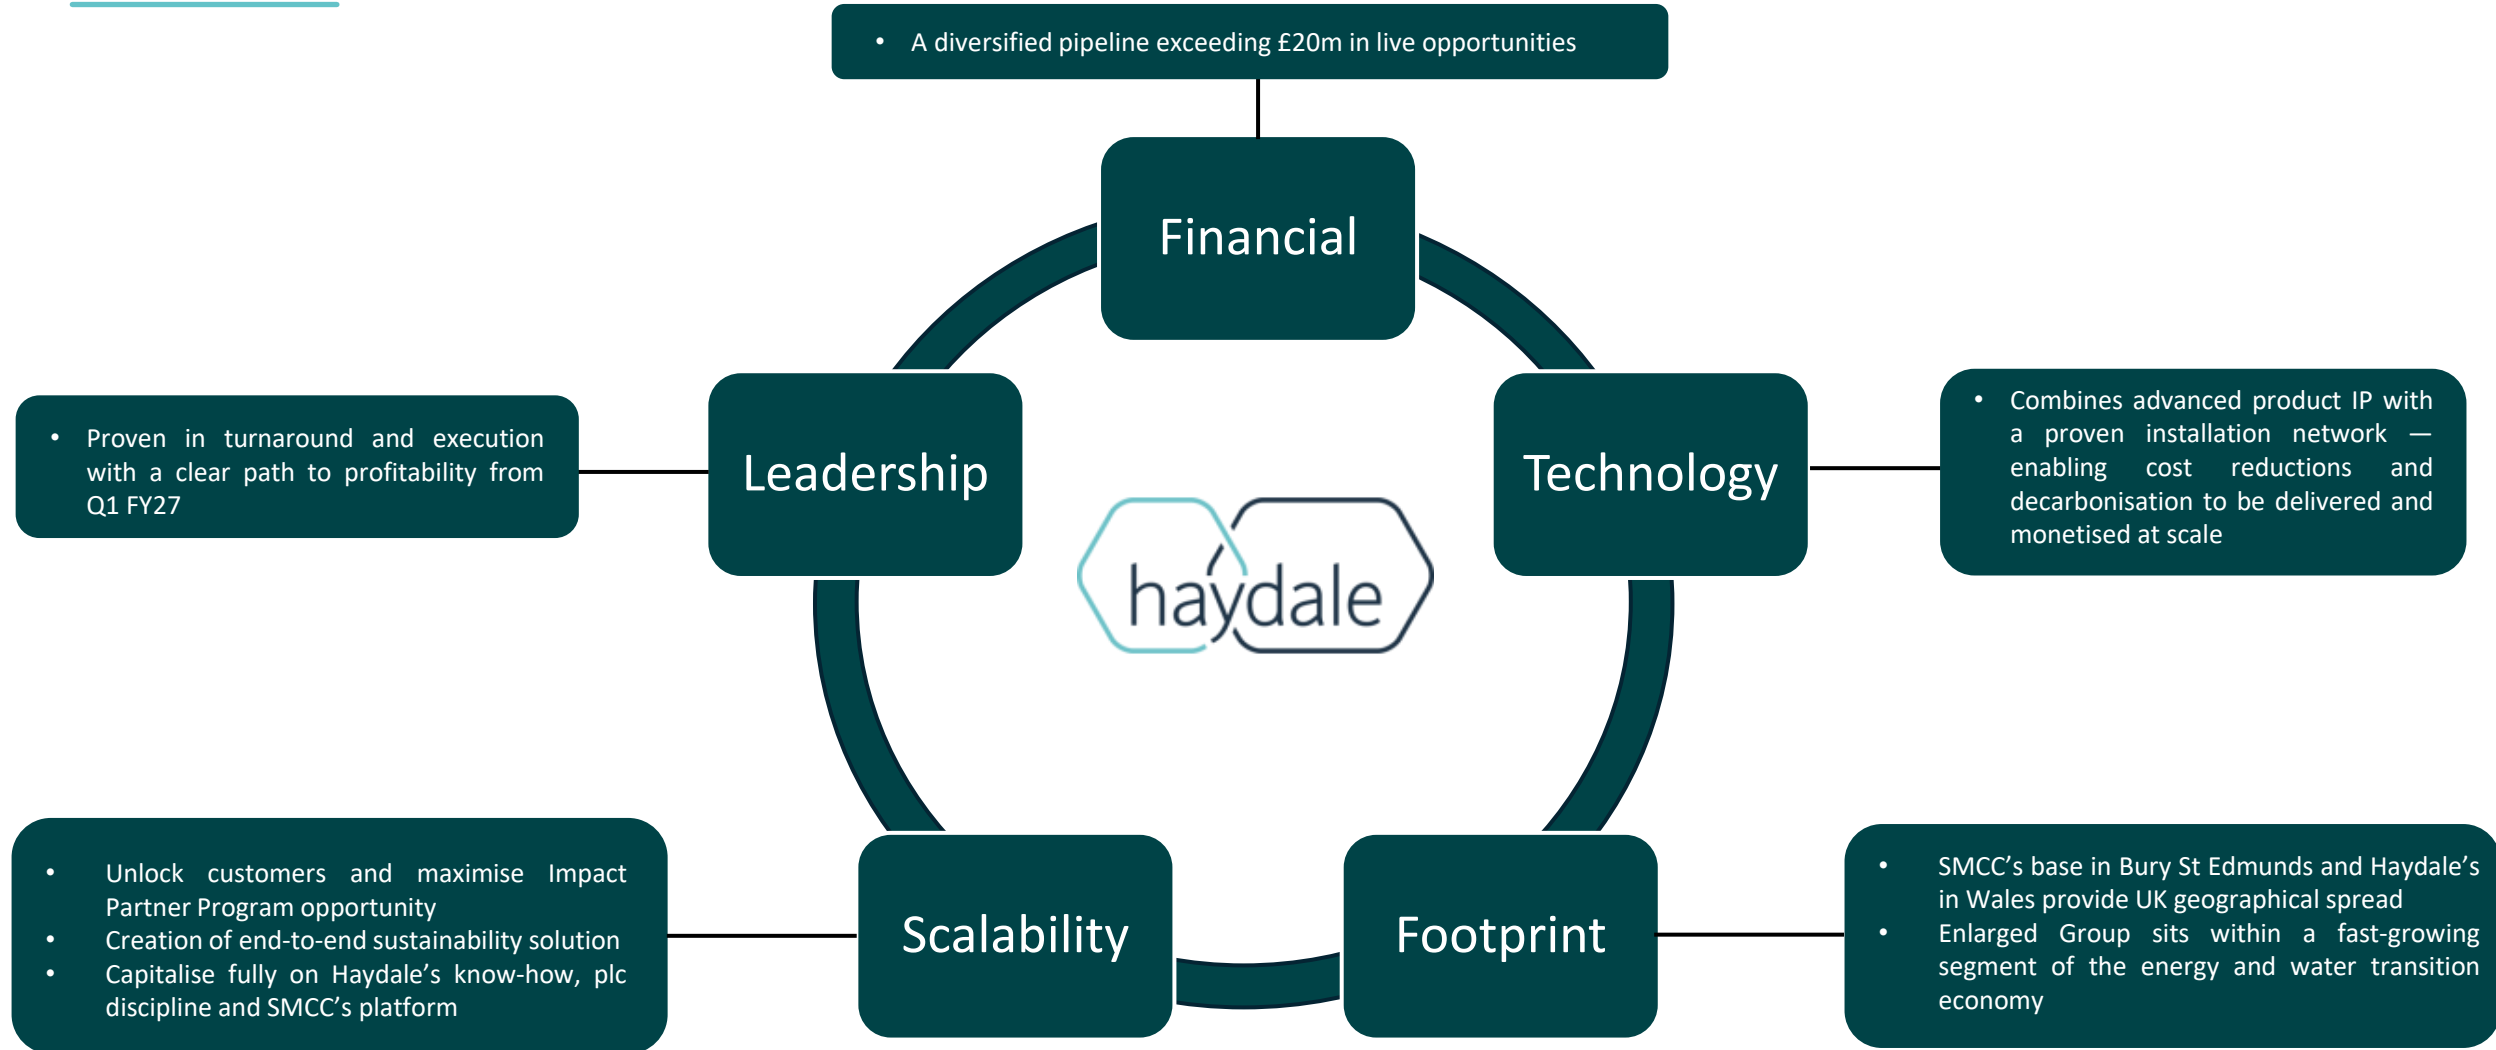 • A diversified pipeline exceeding £20m in live opportunities
Financial
Leadership
• Proven in turnaround and execution
with a clear path to profitability from
Q1 FY27
Technology
• Combines advanced product IP with
a proven installation network —
enabling cost reductions and
decarbonisation to be delivered and
monetised at scale
haydale
Scalability
• Unlock customers and maximise Impact
Partner Program opportunity
• Creation of end-to-end sustainability solution
• Capitalise fully on Haydale’s know-how, plc
discipline and SMCC’s platform
Footprint
• SMCC’s base in Bury St Edmunds and Haydale’s
in Wales provide UK geographical spread
• Enlarged Group sits within a fast-growing
segment of the energy and water transition
economy